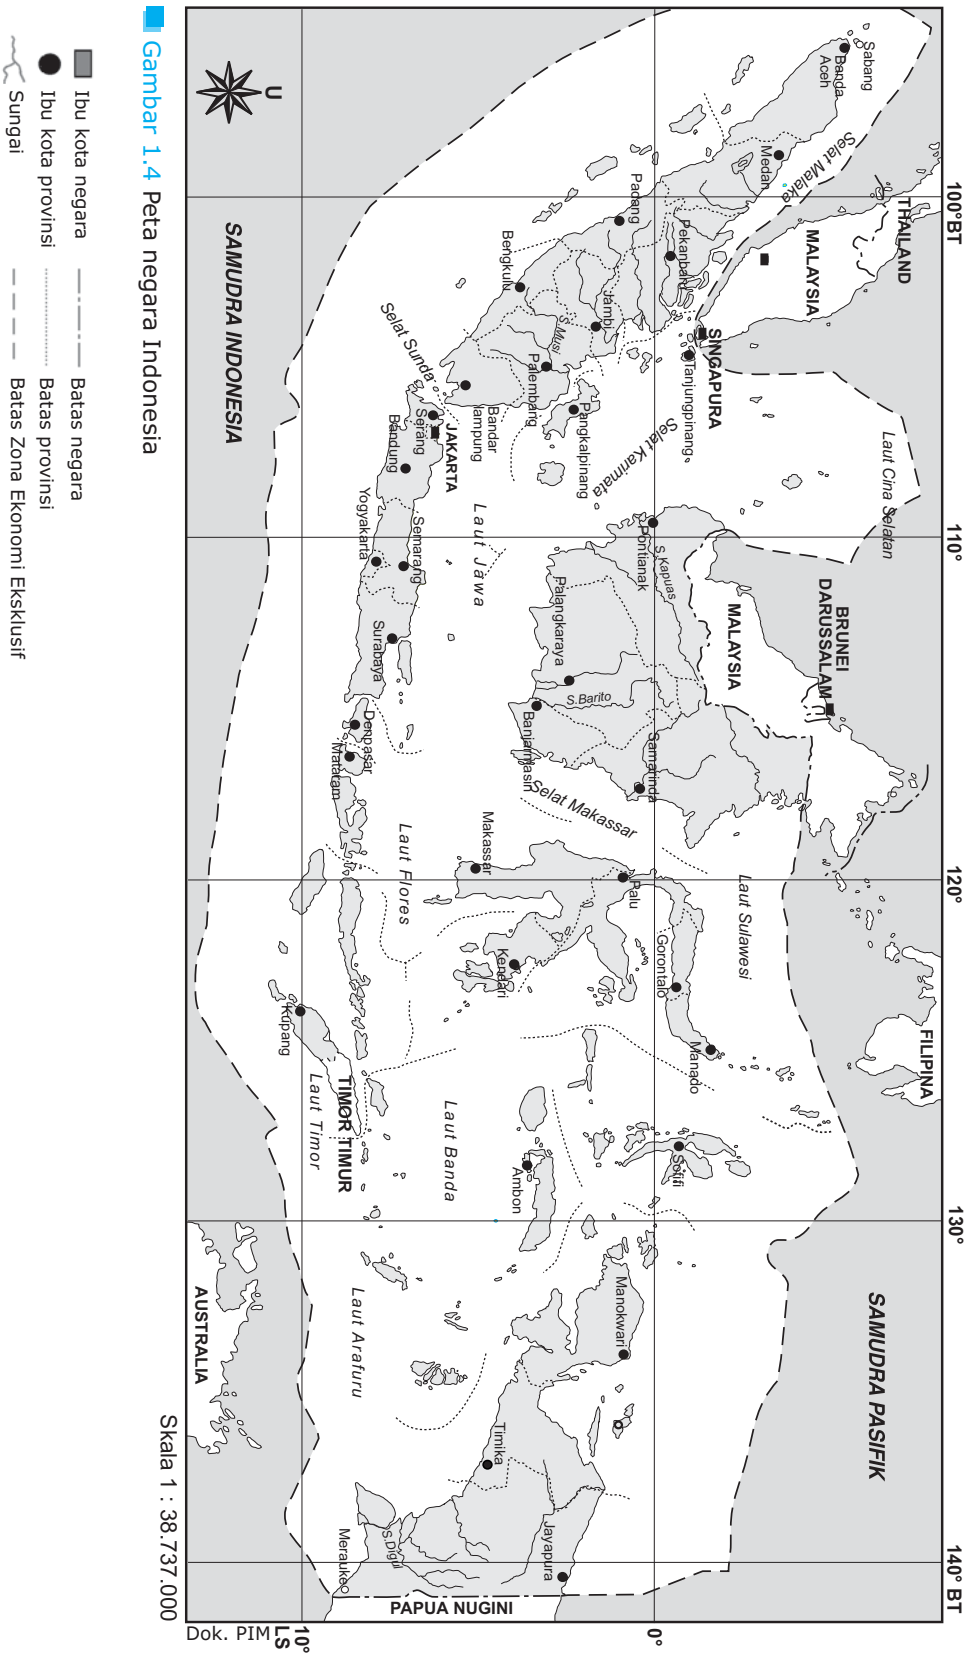 100°BT
110°
120°
130°
140° BT
THAILAND
Sabang
Banda
Aceh
Selat Malaka
MALAYSIA
Medan
SINGAPURA
Laut Cina
Selatan
BRUNEI
DARUSSALAM
MALAYSIA
FILIPINA
SAMUDRA PASIFIK
Pekanbaru
Tanjungpinang
Padang
Jambi
Selat Karimata
Pontianak
S.Kapuas
Samarinda
Laut Sulawesi
Manado
Gorontalo
Palu
Sofifi
Manokwari
0°
Bengkulu
S.Musi
Palembang
Pangkalpinang
Palangkaraya
S.Barito
Banjarmasin
Selat Makassar
Bandar
lampung
Selat Sunda
JAKARTA
Serang
Bandung
Laut Jawa
Semarang
Yogyakarta
Surabaya
Denpasar
Mataram
Makassar
Kendari
Laut Flores
Laut Banda
Ambon
Kupang
TIMOR TIMUR
Laut Timor
Laut Arafuru
Timika
Jayapura
S.Digul
Merauke
PAPUA NUGINI
10°
LS
SAMUDRA INDONESIA
AUSTRALIA
U
Dok. PIM
Skala 1 : 38.737.000
Gambar 1.4 Peta negara Indonesia
Ibu kota negara
Batas negara
Ibu kota provinsi
Batas provinsi
Sungai
Batas Zona Ekonomi Eksklusif